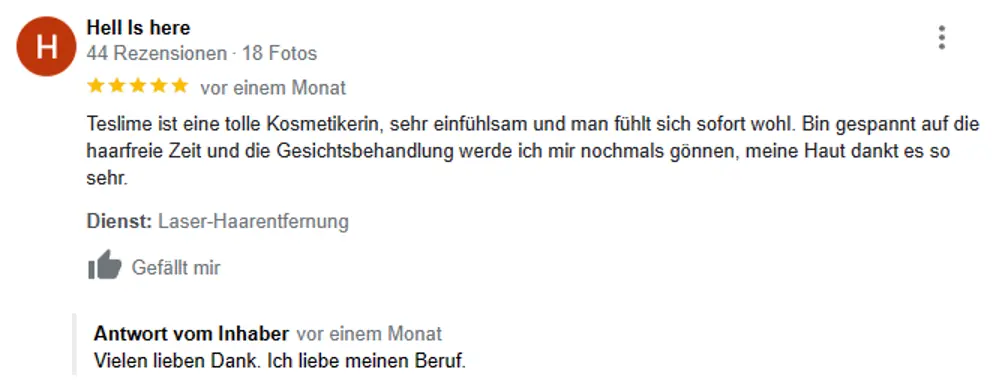 H
Hell Is here
44 Rezensionen · 18 Fotos
vor einem Monat
Teslime ist eine tolle Kosmetikerin, sehr einfühlsam und man fühlt sich sofort wohl. Bin gespannt auf die
haarfreie Zeit und die Gesichtsbehandlung werde ich mir nochmals gönnen, meine Haut dankt es so
sehr.
Dienst: Laser-Haarentfernung
Gefällt mir
Antwort vom Inhaber vor einem Monat
Vielen lieben Dank. Ich liebe meinen Beruf.